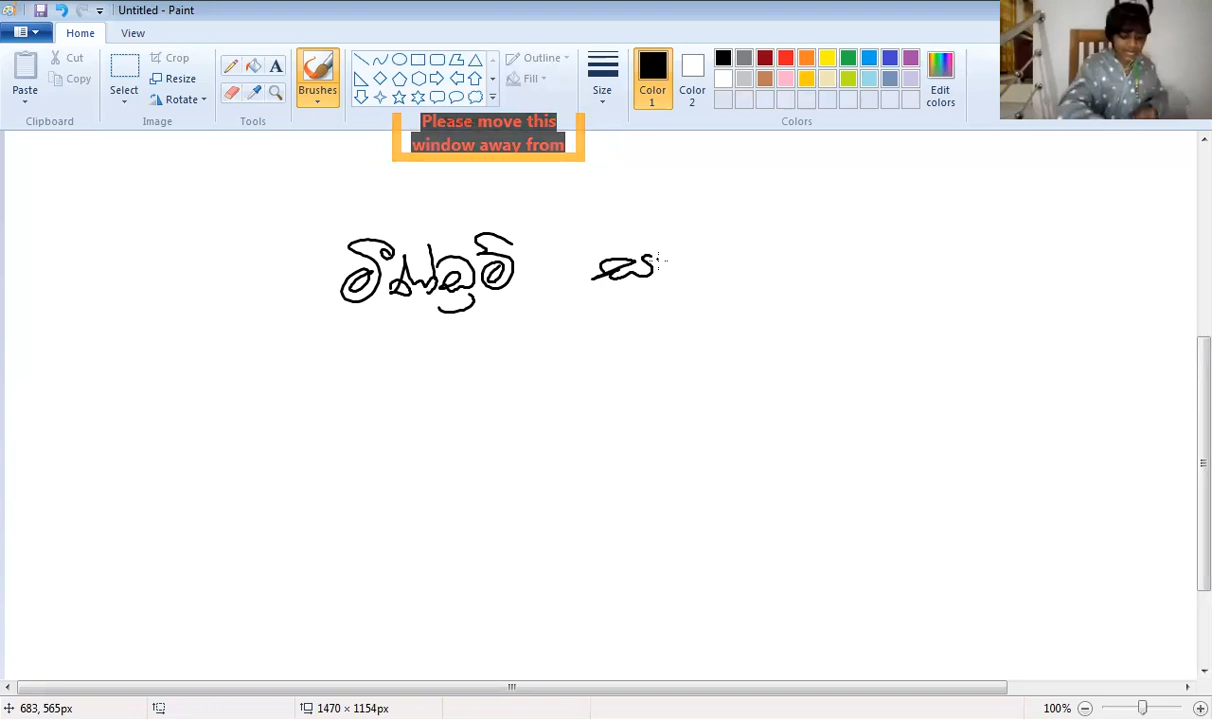 Untitled - Paint
Home View
Cut
Copy
Paste
Crop
Resize
Rotate
Select
Brushes
Outline
Fill
Size
Color 1
Color 2
Edit colors
Clipboard Image Tools Colors
Please move this
window away from
683, 565px 1470 × 1154px 100%